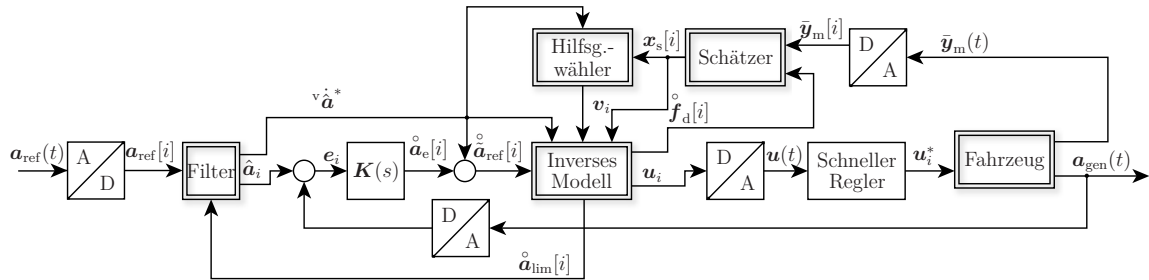 Hilfsg.-
wähler
x_s[i]
Schätzer
ȳ_m[i]
D
A
ȳ_m(t)
ᵛâ̇*
v_i
f̊_d[i]
a_ref(t)
A
D
a_ref[i]
Filter
â_i
e_i
K(s)
å_e[i]
å̃_ref[i]
Inverses
Modell
u_i
D
A
u(t)
Schneller
Regler
u_i*
Fahrzeug
a_gen(t)
D
A
å_lim[i]